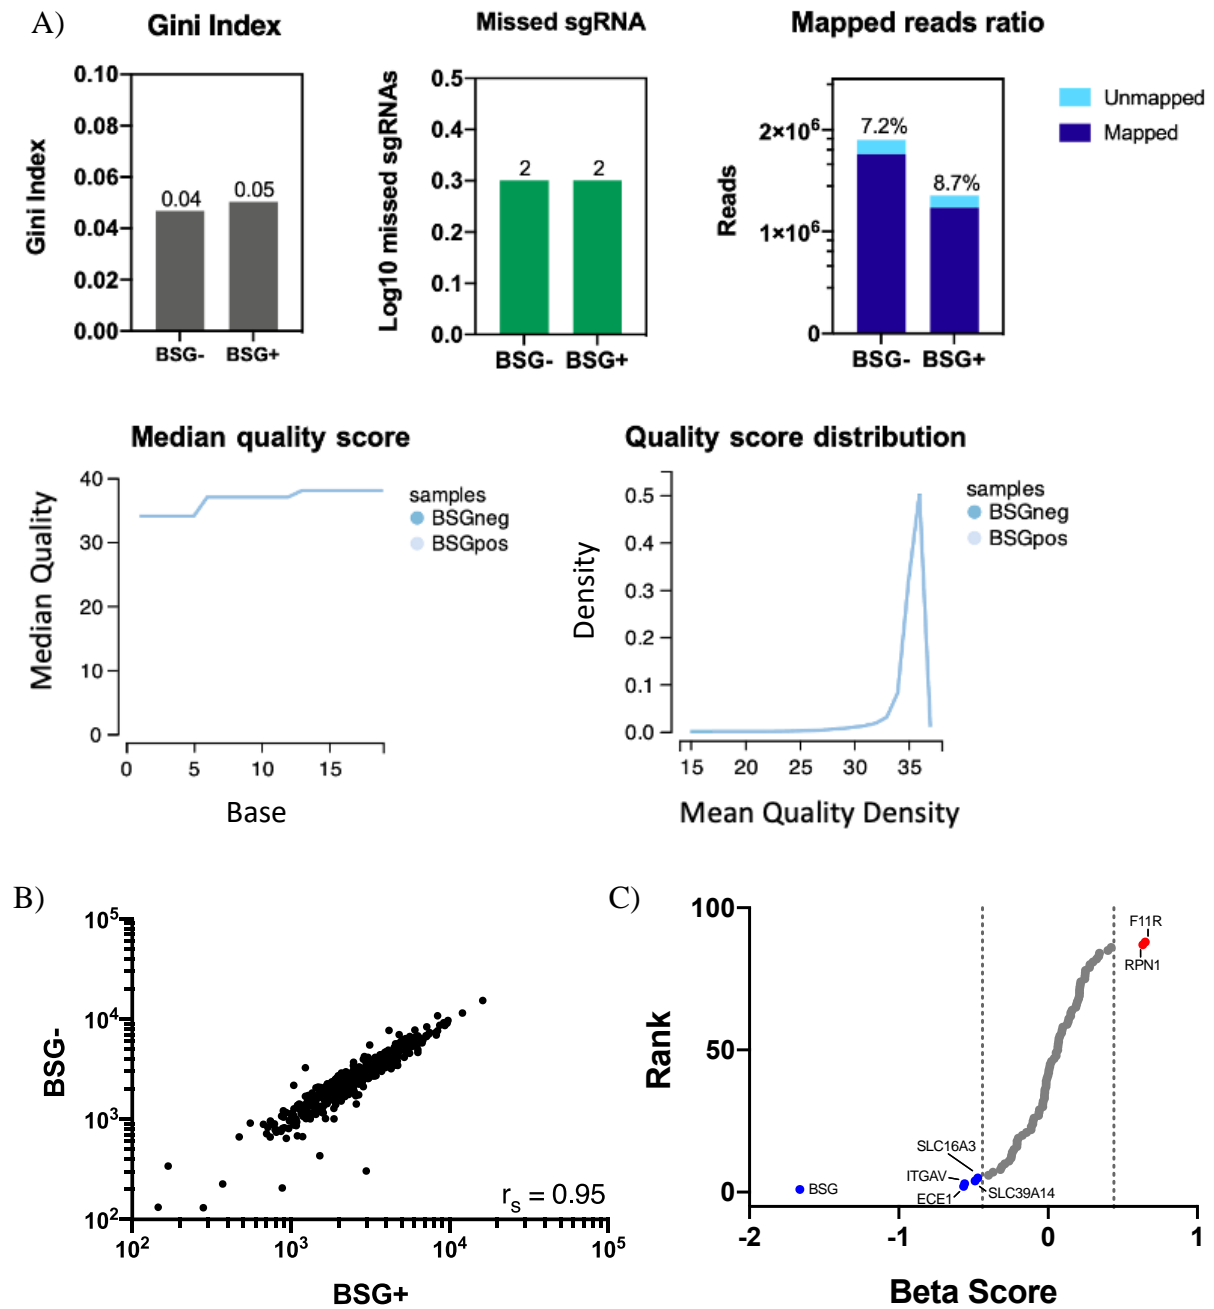 A)
Gini Index
Gini Index
0.10
0.08
0.06
0.04
0.02
0.00
0.04
0.05
BSG-
BSG+
Missed sgRNA
Log10 missed sgRNAs
0.5
0.4
0.3
0.2
0.1
0.0
2
2
BSG-
BSG+
Mapped reads ratio
Reads
2×10⁶
1×10⁶
0
7.2%
8.7%
BSG-
BSG+
Unmapped
Mapped
Median quality score
Median Quality
40
30
20
10
0
0
5
10
15
Base
samples
BSGneg
BSGpos
Quality score distribution
Density
0.5
0.4
0.3
0.2
0.1
0.0
15
20
25
30
35
Mean Quality Density
samples
BSGneg
BSGpos
B)
BSG-
10⁵
10⁴
10³
10²
10²
10³
10⁴
10⁵
BSG+
rₛ = 0.95
C)
Rank
100
50
0
-2
-1
0
1
Beta Score
F11R
RPN1
SLC16A3
ITGAV
ECE1
SLC39A14
BSG